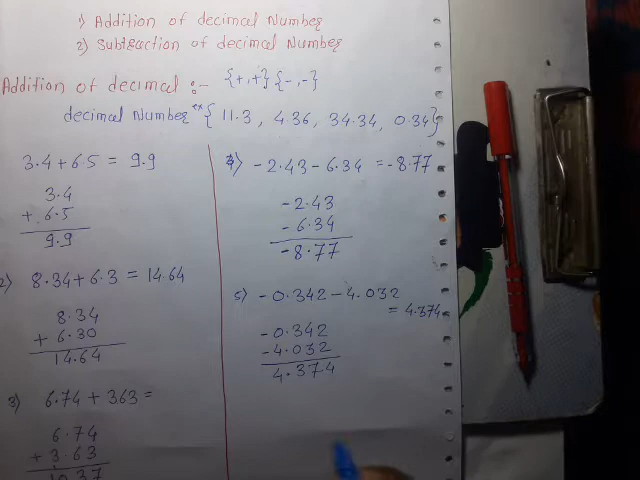 1) Addition of decimal Number
2) Subtraction of decimal Number
Addition of decimal :- {+,+} {-,-}
decimal Number {11.3, 4.36, 34.34, 0.34}
3.4+6.5 = 9.9
3.4
+ 6.5
9.9
2) 8.34+6.3 = 14.64
8.34
+ 6.30
14.64
3) 6.74 + 363 =
6.74
+ 3.63
10.37
4) -2.43 - 6.34 = -8.77
-2.43
- 6.34
-8.77
5) -0.342 - 4.032
= 4.374
-0.342
-4.032
4.374